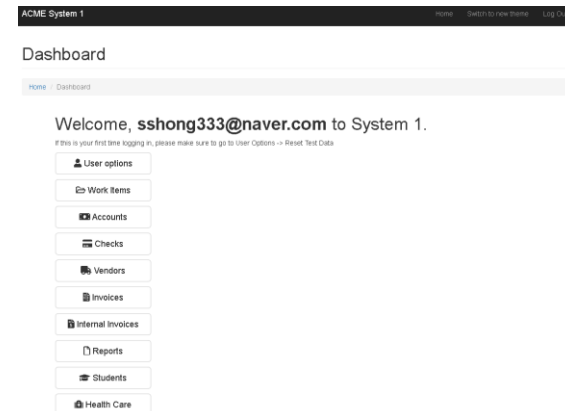 ACME System 1 Home Switch to new theme Log Ou
Dashboard
Home / Dashboard
Welcome, sshong333@naver.com to System 1.
If this is your first time logging in, please make sure to go to User Options -> Reset Test Data
User options
Work Items
Accounts
Checks
Vendors
Invoices
Internal Invoices
Reports
Students
Health Care